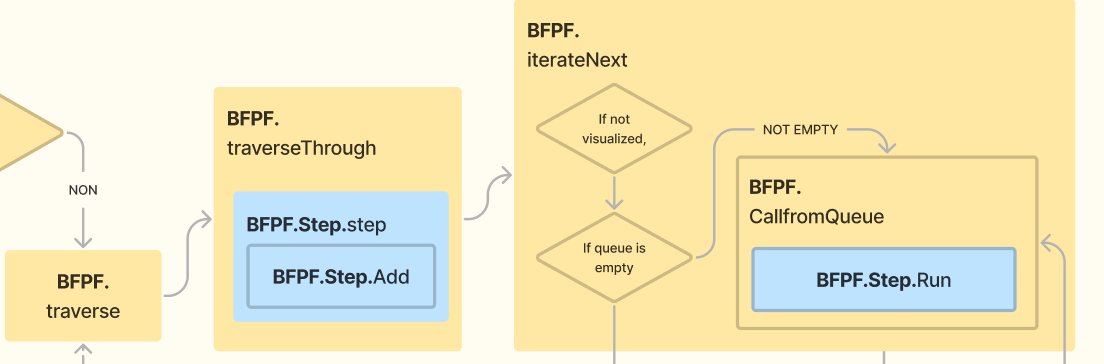 NON
BFPF.
traverse
BFPF.
traverseThrough
BFPF.Step.step
BFPF.Step.Add
BFPF.
iterateNext
If not
visualized,
If queue is
empty
NOT EMPTY
BFPF.
CallfromQueue
BFPF.Step.Run